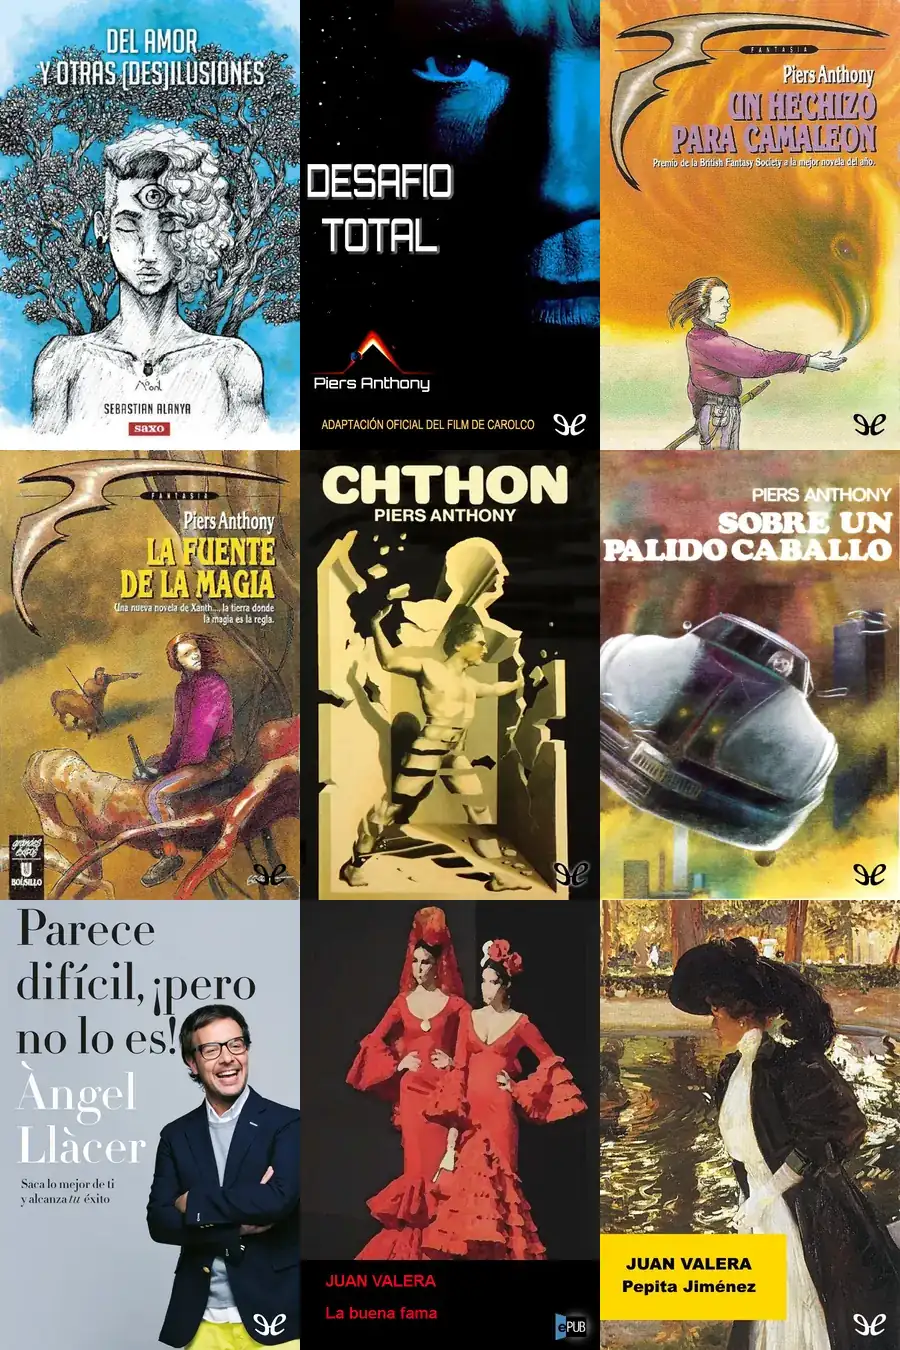 DEL AMOR
Y OTRAS (DES)ILUSIONES
SEBASTIAN ALANYA
saxo
DESAFIO
TOTAL
Piers Anthony
ADAPTACIÓN OFICIAL DEL FILM DE CAROLCO
FANTASIA
Piers Anthony
UN HECHIZO
PARA CAMALEON
Premio de la British Fantasy Society a la mejor novela del año.
FANTASIA
Piers Anthony
LA FUENTE
DE LA MAGIA
Una nueva novela de Xanth..., la tierra donde
la magia es la regla.
grandes
éxitos
BOLSILLO
CHTHON
PIERS ANTHONY
PIERS ANTHONY
SOBRE UN
PALIDO CABALLO
Parece
difícil, ¡pero
no lo es!
Àngel
Llàcer
Saca lo mejor de ti
y alcanza tu éxito
JUAN VALERA
La buena fama
ePUB
JUAN VALERA
Pepita Jiménez